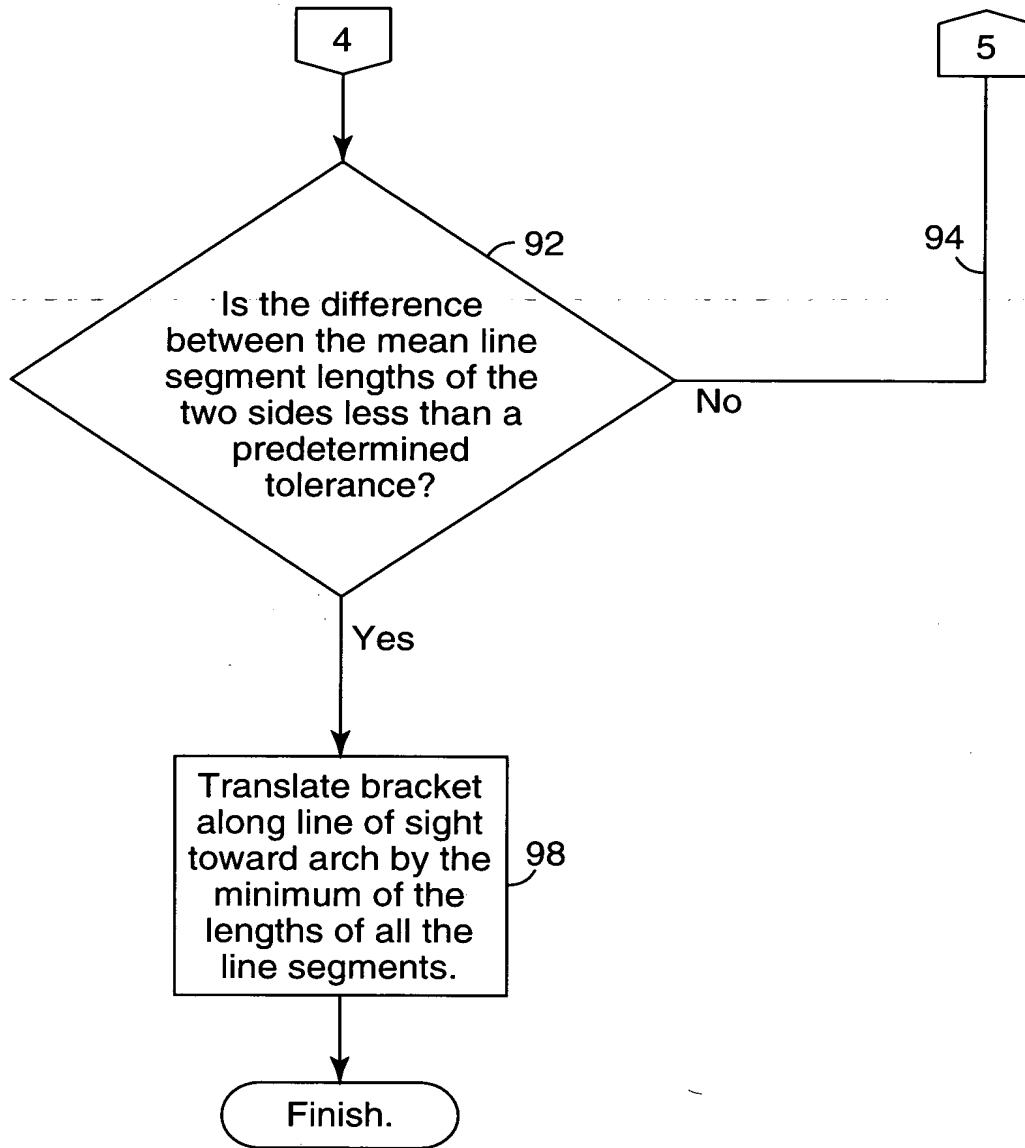 4
5
92
94
Is the difference
between the mean line
segment lengths of the
two sides less than a
predetermined
tolerance?
No
Yes
Translate bracket
along line of sight
toward arch by the
minimum of the
lengths of all the
line segments.
98
Finish.